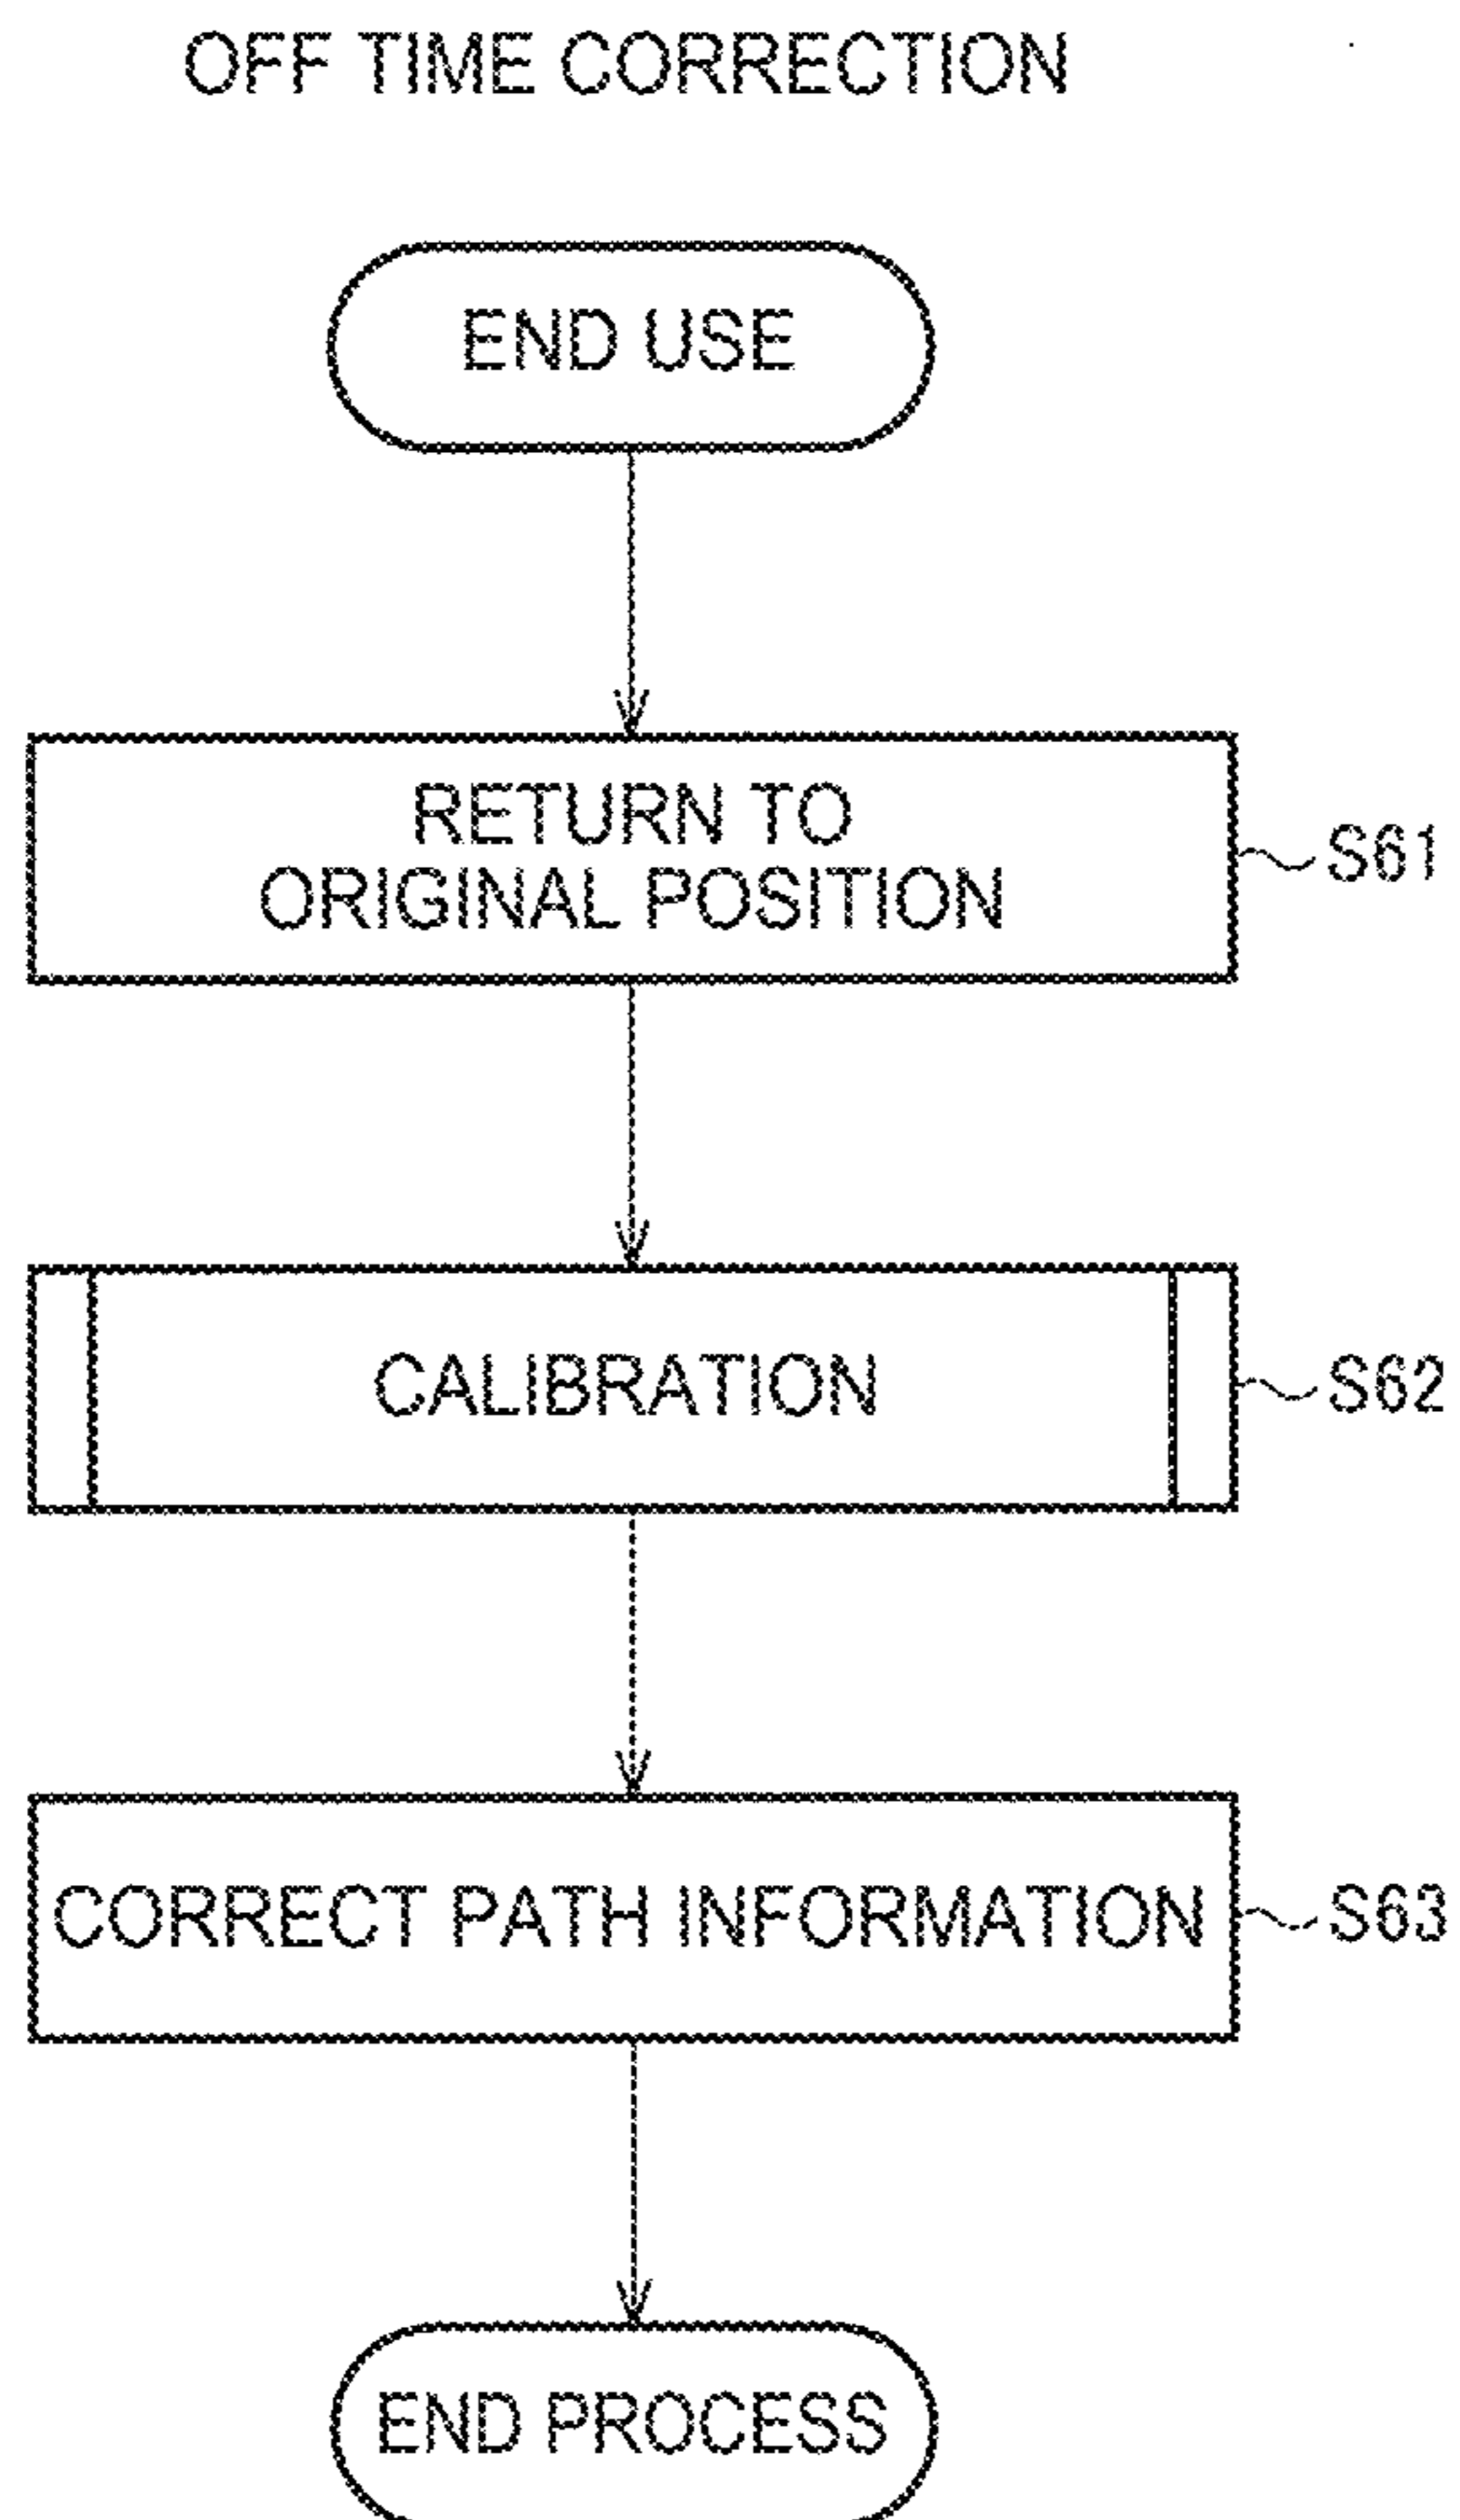 OFF TIME CORRECTION
END USE
RETURN TO
ORIGINAL POSITION
S61
CALIBRATION
S62
CORRECT PATH INFORMATION
S63
END PROCESS